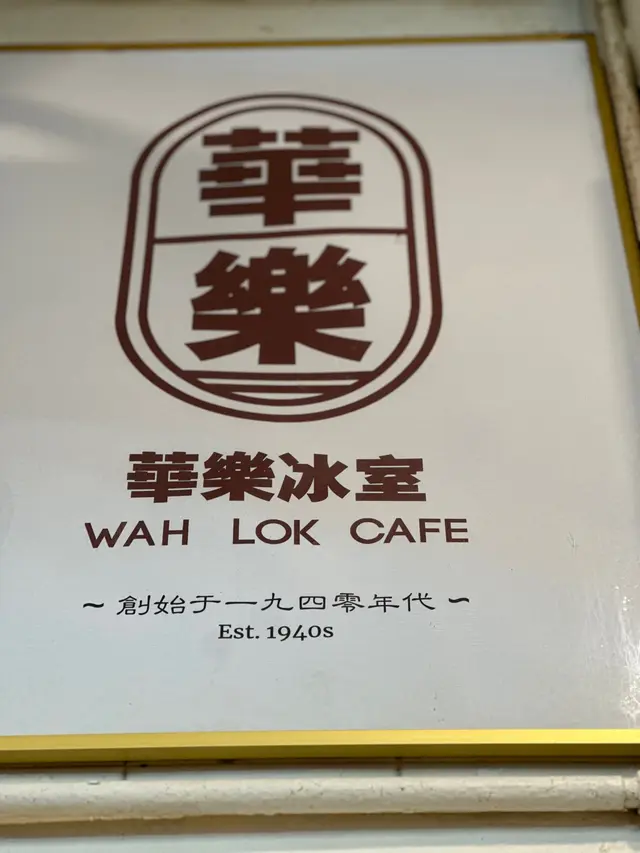 華
樂
華樂冰室
WAH LOK CAFE
~ 創始于一九四零年代 ~
Est. 1940s